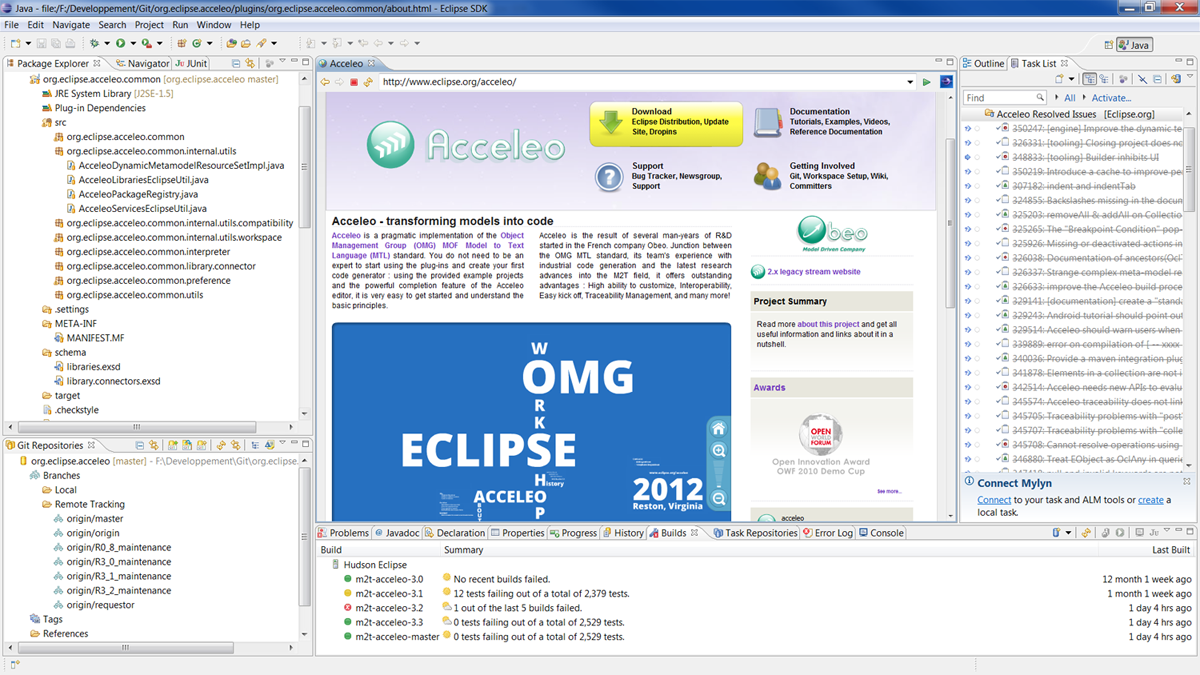 Java - file:/F:/Developpement/Git/org.eclipse.acceleo/plugins/org.eclipse.acceleo.common/about.html - Eclipse SDK
File Edit Navigate Search Project Run Window Help
Java
Package Explorer Navigator JUnit
org.eclipse.acceleo.common [org.eclipse.acceleo master]
JRE System Library [J2SE-1.5]
Plug-in Dependencies
src
org.eclipse.acceleo.common
org.eclipse.acceleo.common.internal.utils
AcceleoDynamicMetamodelResourceSetImpl.java
AcceleoLibrariesEclipseUtil.java
AcceleoPackageRegistry.java
AcceleoServicesEclipseUtil.java
org.eclipse.acceleo.common.internal.utils.compatibility
org.eclipse.acceleo.common.internal.utils.workspace
org.eclipse.acceleo.common.interpreter
org.eclipse.acceleo.common.library.connector
org.eclipse.acceleo.common.preference
org.eclipse.acceleo.common.utils
.settings
META-INF
MANIFEST.MF
schema
libraries.exsd
library.connectors.exsd
target
.checkstyle
Git Repositories
org.eclipse.acceleo [master] - F:\Developpement\Git\org.eclipse.
Branches
Local
Remote Tracking
origin/master
origin/origin
origin/R0_8_maintenance
origin/R3_0_maintenance
origin/R3_1_maintenance
origin/R3_2_maintenance
origin/requestor
Tags
References
Acceleo
http://www.eclipse.org/acceleo/
Acceleo
Download
Eclipse Distribution, Update
Site, Dropins
Documentation
Tutorials, Examples, Videos,
Reference Documentation
Support
Bug Tracker, Newsgroup,
Support
Getting Involved
Git, Workspace Setup, Wiki,
Committers
Acceleo - transforming models into code
Acceleo is a pragmatic implementation of the Object
Management Group (OMG) MOF Model to Text
Language (MTL) standard. You do not need to be an
expert to start using the plug-ins and create your first
code generator : using the provided example projects
and the powerful completion feature of the Acceleo
editor, it is very easy to get started and understand the
basic principles.
Acceleo is the result of several man-years of R&D
started in the French company Obeo. Junction between
the OMG MTL standard, its team's experience with
industrial code generation and the latest research
advances into the M2T field, it offers outstanding
advantages : High ability to customize, Interoperability,
Easy kick off, Traceability Management, and many more!
obeo
Model Driven Company
2.x legacy stream website
Project Summary
Read more about this project and get all
useful information and links about it in a
nutshell.
Awards
OPEN
WORLD
FORUM
Open Innovation Award
OWF 2010 Demo Cup
See more...
acceleo
WORKSHOP
OMG
ECLIPSE
History
ACCELEO
2012
Reston, Virginia
Outline Task List
Find All Activate...
Acceleo Resolved Issues [Eclipse.org]
350247: [engine] Improve the dynamic te
326331: [tooling] Closing project does no
348833: [tooling] Builder inhibits UI
350219: Introduce a cache to improve pe
307182: indent and indentTab
324855: Backslashes missing in the docum
325203: removeAll & addAll on Collectio
325265: The "Breakpoint Condition" pop-
325926: Missing or deactivated actions in
326038: Documentation of ancestors(Ocl
326337: Strange complex meta-model re
326633: improve the Acceleo build proce
329141: [documentation] create a "stand
329243: Android tutorial should point out
329514: Acceleo should warn users when
339889: error on compilation of [ -- xxxx
340036: Provide a maven integration plug
341878: Elements in a collection are not i
342514: Acceleo needs new APIs to evalu
345574: Acceleo traceability does not link
345705: Traceability problems with "post"
345707: Traceability problems with "colle
345708: Cannot resolve operations using
346880: Treat EObject as OclAny in querie
Connect Mylyn
Connect to your task and ALM tools or create a
local task.
Problems Javadoc Declaration Properties Progress History Builds Task Repositories Error Log Console
Build Summary Last Built
Hudson Eclipse
m2t-acceleo-3.0 No recent builds failed. 12 month 1 week ago
m2t-acceleo-3.1 12 tests failing out of a total of 2,379 tests. 1 month 1 week ago
m2t-acceleo-3.2 1 out of the last 5 builds failed. 1 day 4 hrs ago
m2t-acceleo-3.3 0 tests failing out of a total of 2,529 tests. 1 day 4 hrs ago
m2t-acceleo-master 0 tests failing out of a total of 2,529 tests. 1 day 4 hrs ago